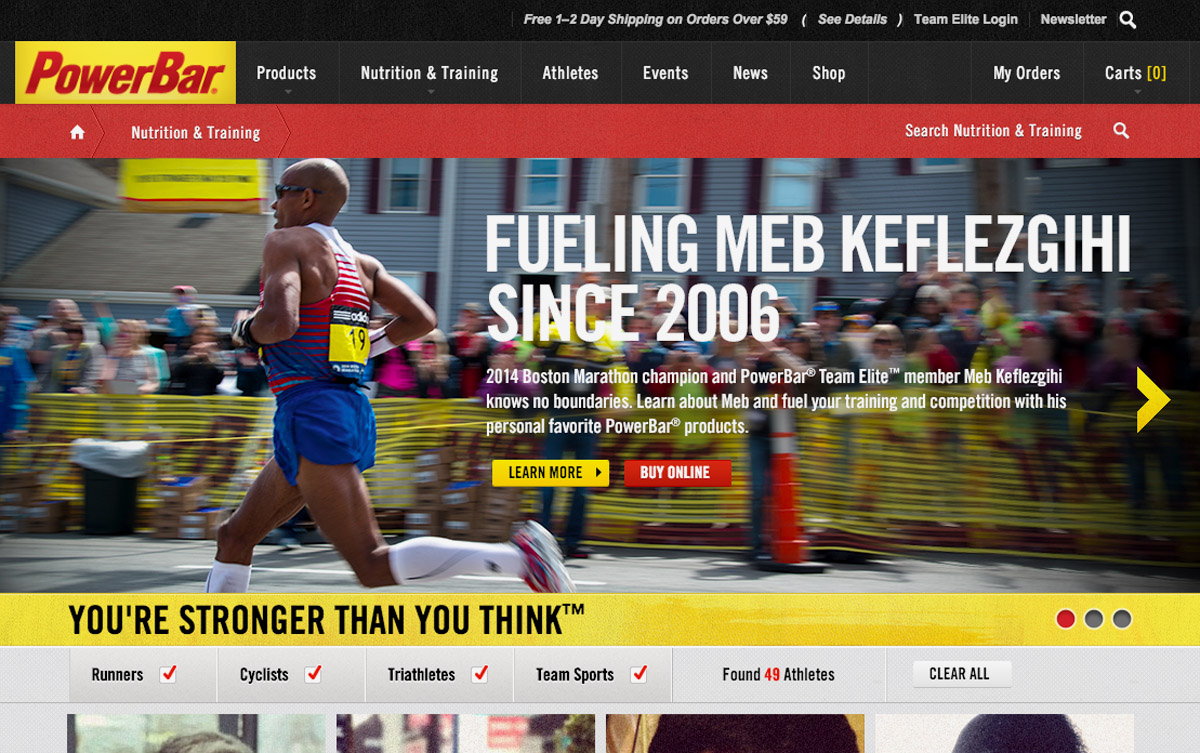 Free 1–2 Day Shipping on Orders Over $59 ( See Details ) Team Elite Login Newsletter
PowerBar®
Products Nutrition & Training Athletes Events News Shop My Orders Carts [0]
Nutrition & Training Search Nutrition & Training
FUELING MEB KEFLEZGIHI
SINCE 2006
adidas
19
2014 Boston Marathon champion and PowerBar® Team Elite™ member Meb Keflezgihi
knows no boundaries. Learn about Meb and fuel your training and competition with his
personal favorite PowerBar® products.
LEARN MORE BUY ONLINE
YOU'RE STRONGER THAN YOU THINK™
Runners Cyclists Triathletes Team Sports Found 49 Athletes CLEAR ALL